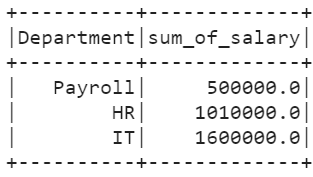 +----------+-------------+
|Department|sum_of_salary|
+----------+-------------+
|   Payroll|     500000.0|
|        HR|    1010000.0|
|        IT|    1600000.0|
+----------+-------------+